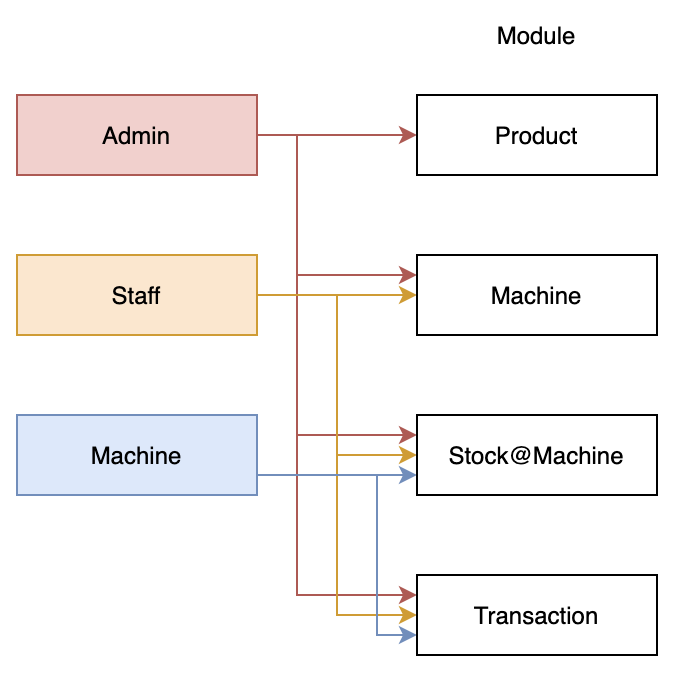 Module
Admin
Product
Staff
Machine
Machine
Stock@Machine
Transaction